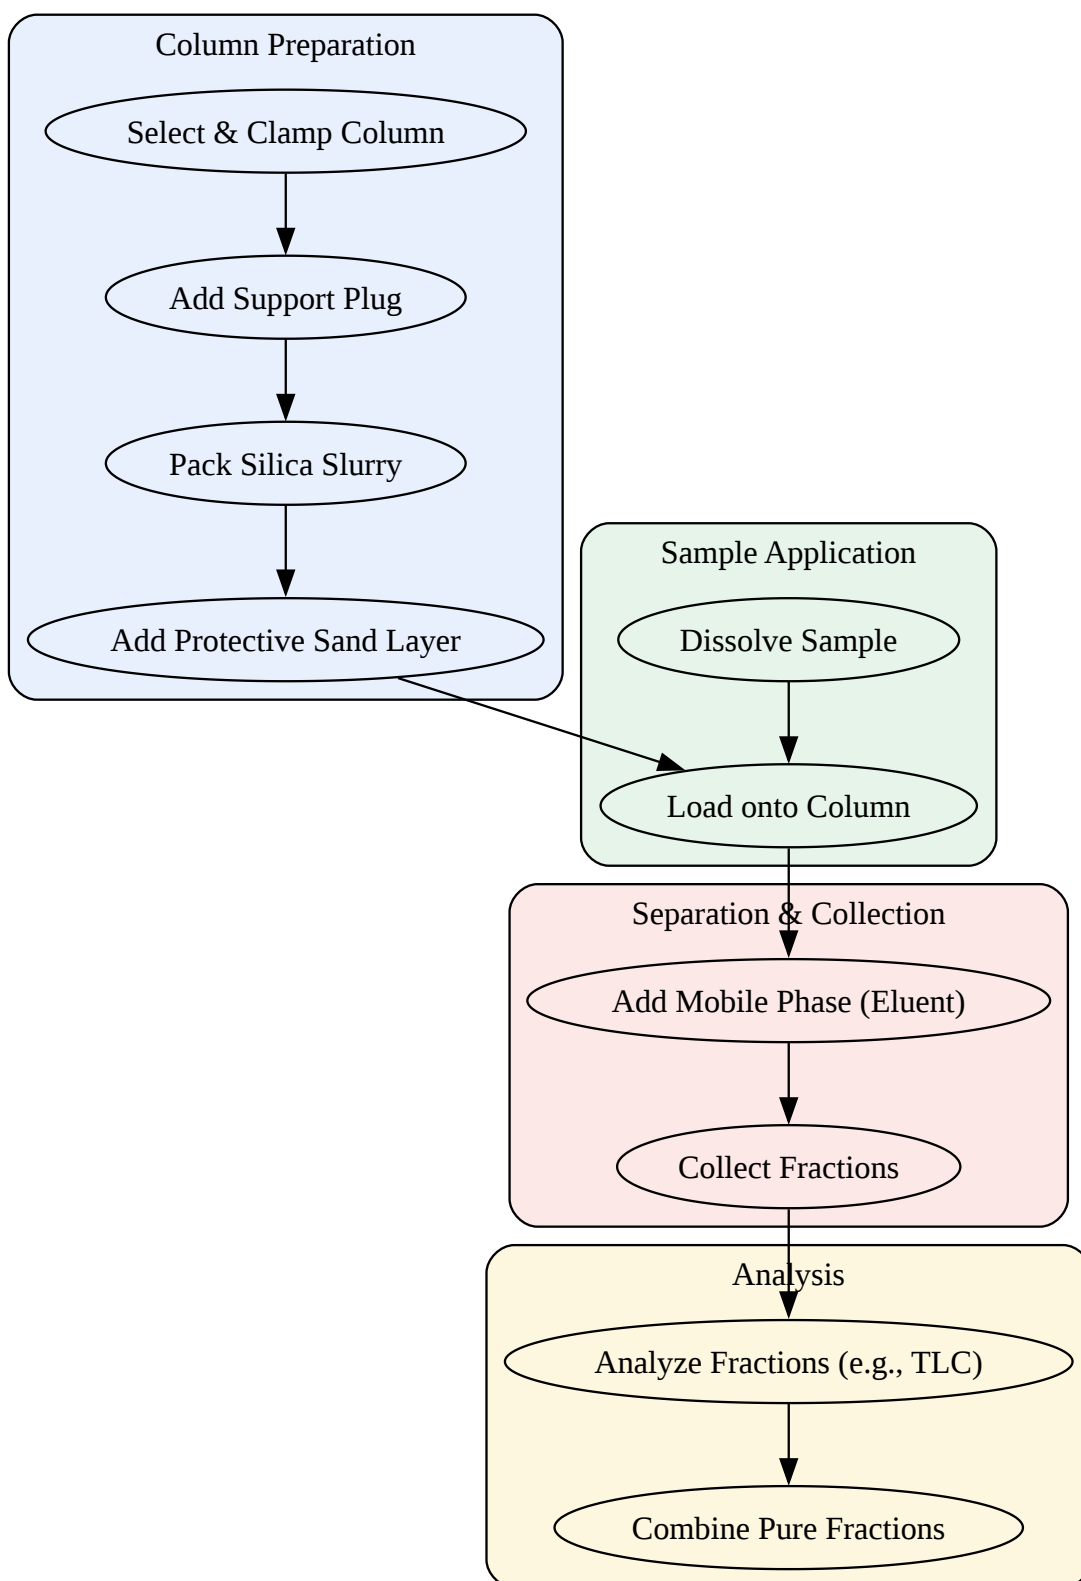 Column Preparation
Select & Clamp Column
Add Support Plug
Pack Silica Slurry
Add Protective Sand Layer
Sample Application
Dissolve Sample
Load onto Column
Separation & Collection
Add Mobile Phase (Eluent)
Collect Fractions
Analysis
Analyze Fractions (e.g., TLC)
Combine Pure Fractions